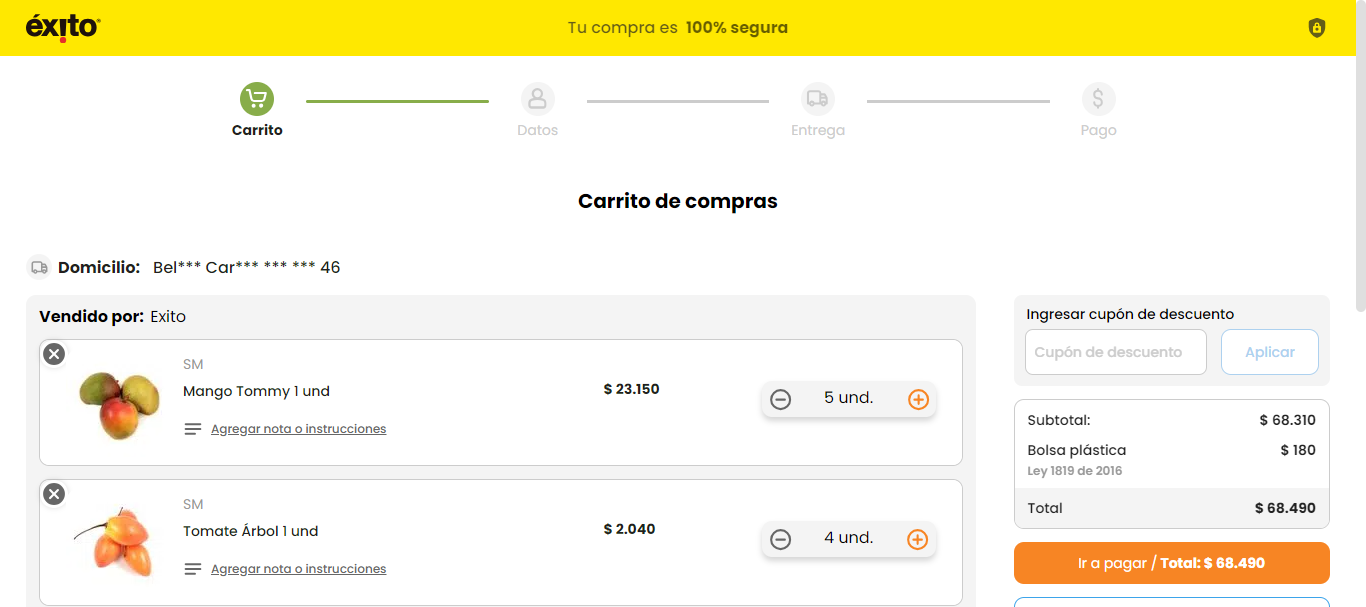 éxito
Tu compra es 100% segura
Carrito
Datos
Entrega
Pago
Carrito de compras
Domicilio: Bel*** Car*** *** *** 46
Vendido por: Exito
SM
Mango Tommy 1 und
$ 23.150
5 und.
Agregar nota o instrucciones
SM
Tomate Árbol 1 und
$ 2.040
4 und.
Agregar nota o instrucciones
Ingresar cupón de descuento
Cupón de descuento
Aplicar
Subtotal: $ 68.310
Bolsa plástica $ 180
Ley 1819 de 2016
Total $ 68.490
Ir a pagar / Total: $ 68.490